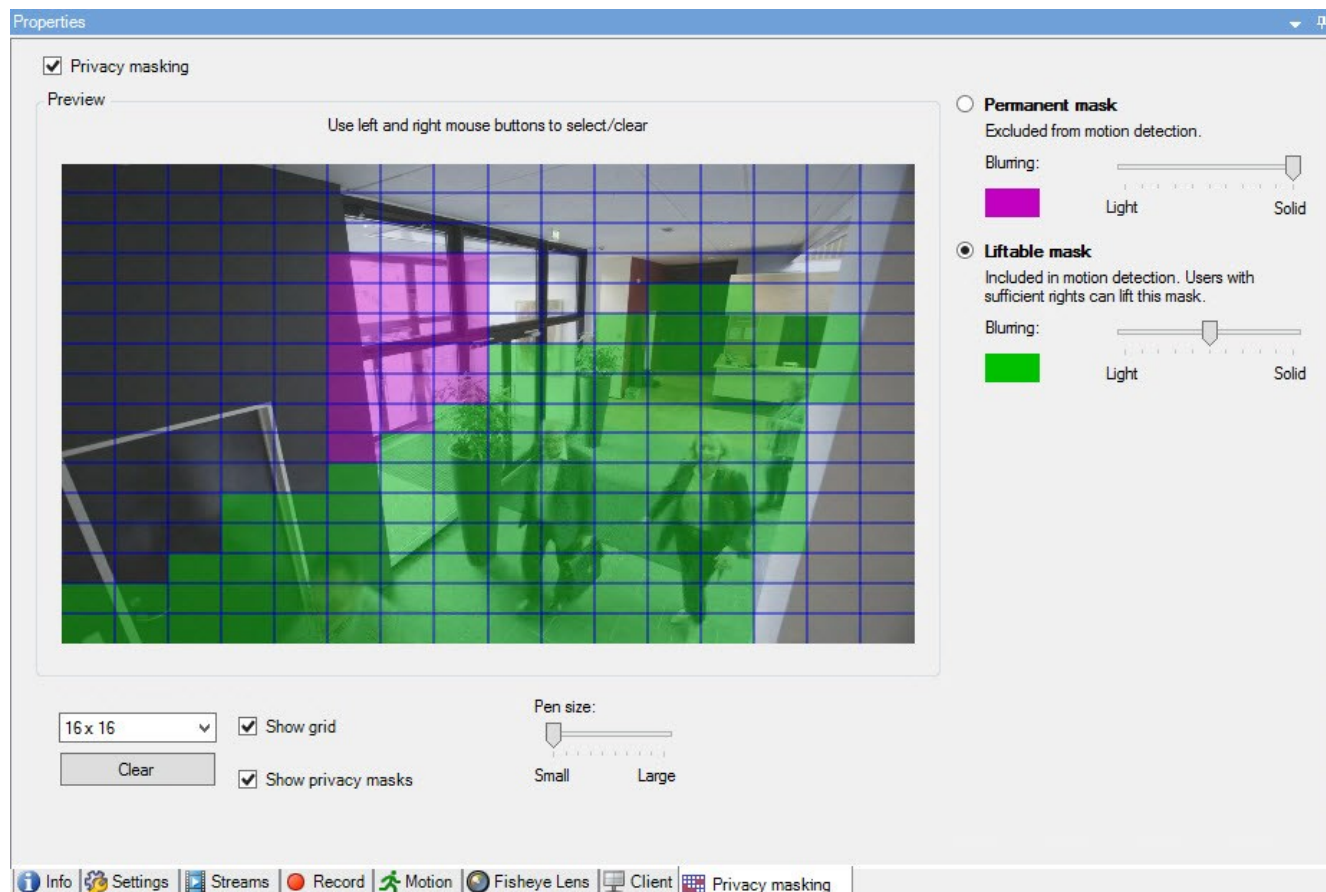 Properties
Privacy masking
Preview
Use left and right mouse buttons to select/clear
Permanent mask
Excluded from motion detection.
Blurring:
Light Solid
Liftable mask
Included in motion detection. Users with
sufficient rights can lift this mask.
Blurring:
Light Solid
16 x 16
Show grid
Pen size:
Clear
Show privacy masks
Small Large
Info Settings Streams Record Motion Fisheye Lens Client Privacy masking